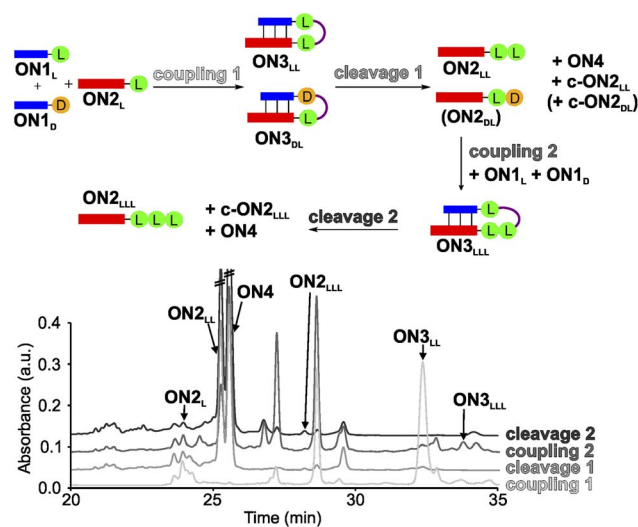 L
ON1L
+
D
ON1D
+
L
ON2L
coupling 1
L
L
ON3LL
D
L
ON3DL
cleavage 1
L L
ON2LL
L D
(ON2DL)
+ ON4
+ c-ON2LL
(+ c-ON2DL)
coupling 2
+ ON1L + ON1D
L
L L
ON3LLL
cleavage 2
ON2LLL
L L L
+ c-ON2LLL
+ ON4
Absorbance (a.u.)
0.4
0.3
0.2
0.1
0.0
ON2L
ON2LL
ON4
ON2LLL
ON3LL
ON3LLL
cleavage 2
coupling 2
cleavage 1
coupling 1
20 25 30 35
Time (min)